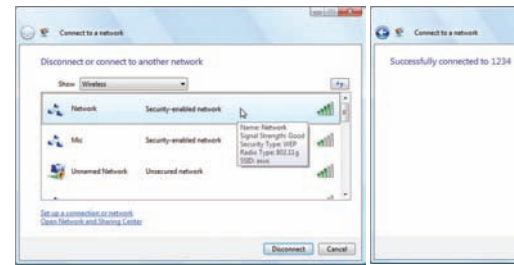 Connect to a network
Disconnect or connect to another network
Show Wireless
Network Security-enabled network
Name: Network
Signal Strength: Good
Security Type: WEP
Radio Type: 802.11g
SSID: asus
Mic Security-enabled network
Unnamed Network Unsecured network
Set up a connection or network
Open Network and Sharing Center
Disconnect Cancel
Connect to a network
Successfully connected to 1234